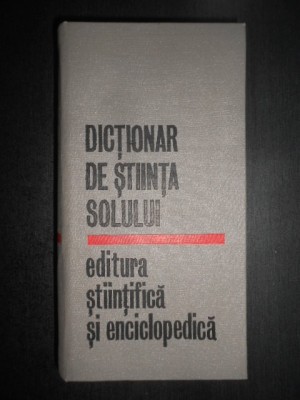 DICȚIONAR
DE ȘTIINȚA
SOLULUI
editura
științifică
și enciclopedică